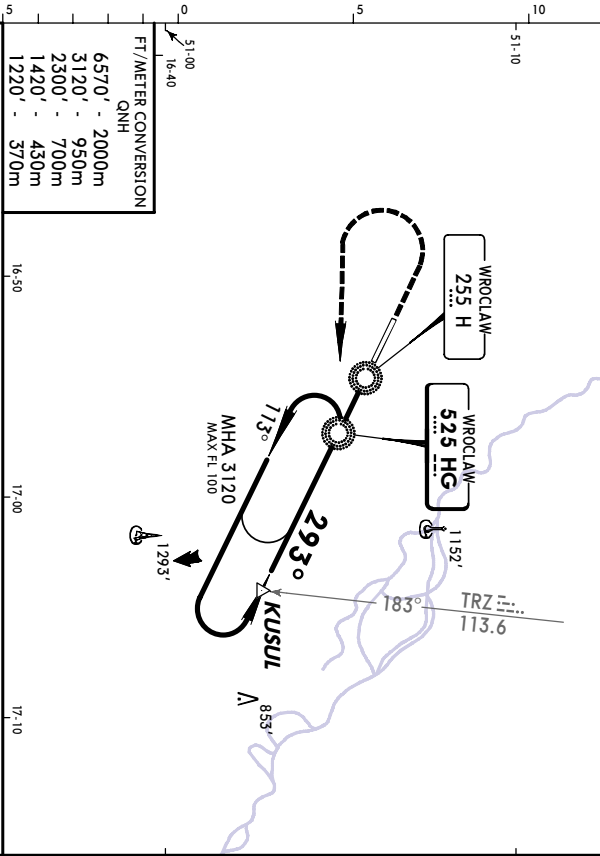 5
0
5
10
51-00
16-40
51-10
FT/METER CONVERSION
QNH
6570' - 2000m
3120' - 950m
2300' - 700m
1420' - 430m
1220' - 370m
16-50
WROCLAW
255 H
WROCLAW
525 HG
113°
MHA 3120
MAX FL 100
293°
17-00
1293'
1152'
KUSUL
183°
TRZ
113.6
853'
17-10